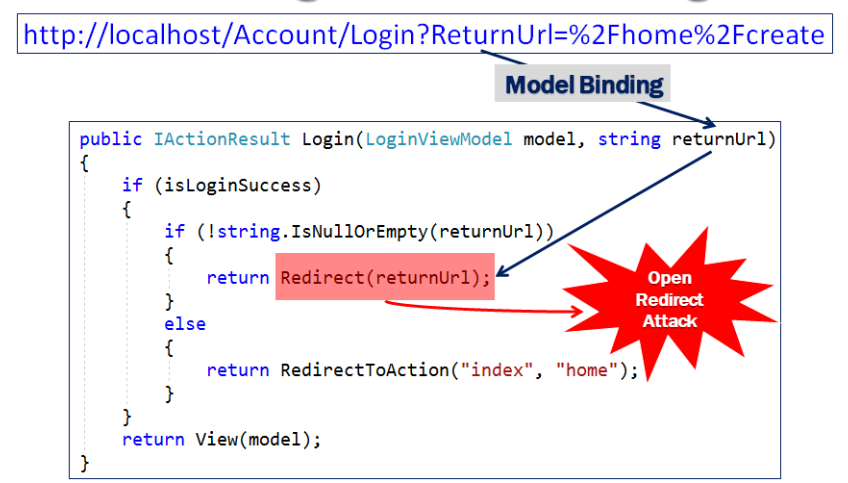 http://localhost/Account/Login?ReturnUrl=%2Fhome%2Fcreate
Model Binding
public IActionResult Login(LoginViewModel model, string returnUrl)
{
if (isLoginSuccess)
{
if (!string.IsNullOrEmpty(returnUrl))
{
return Redirect(returnUrl);
}
else
{
return RedirectToAction("index", "home");
}
}
return View(model);
}
Open
Redirect
Attack